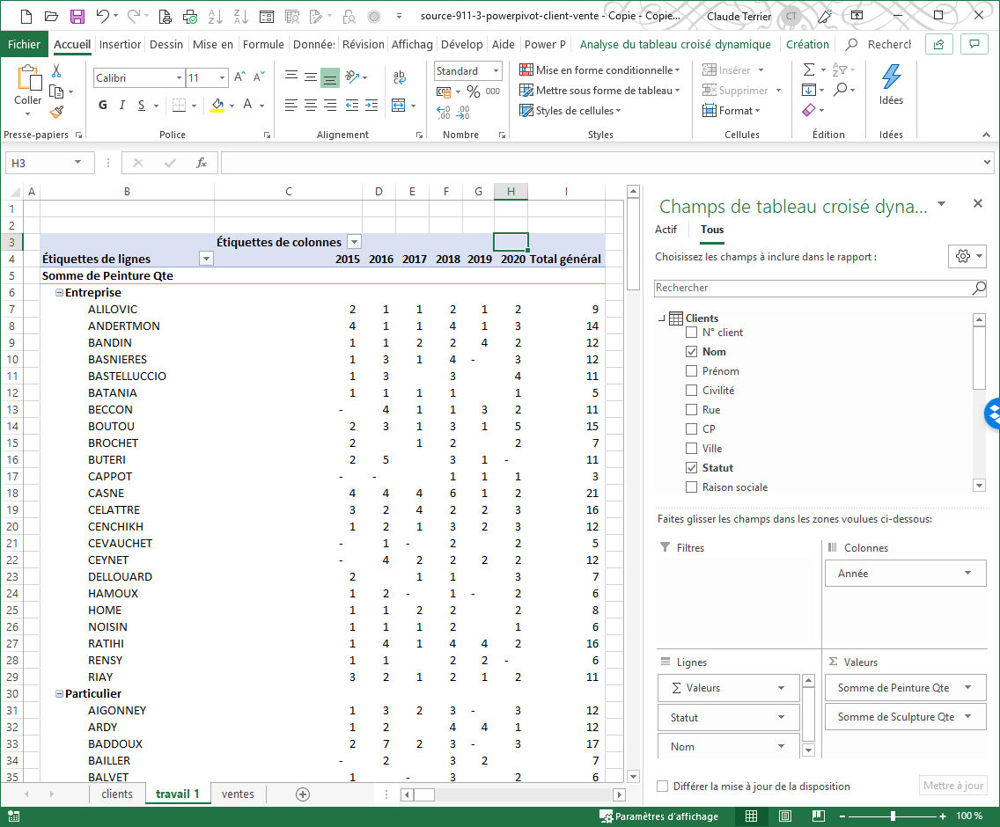 source-911-3-powerpivot-client-vente - Copie - Copie... Claude Terrier CT
Fichier Accueil Insertior Dessin Mise en Formule Donnée: Révision Affichag Dévelop Aide Power P Analyse du tableau croisé dynamique Création Recherch
Coller
Calibri 11
G I S
ab
Standard
% 000
Mise en forme conditionnelle
Mettre sous forme de tableau
Styles de cellules
Insérer
Supprimer
Format
Idées
Presse-papiers Police Alignement Nombre Styles Cellules Édition Idées
H3 fx
A B C D E F G H I
1
2
3 Étiquettes de colonnes
4 Étiquettes de lignes 2015 2016 2017 2018 2019 2020 Total général
5 Somme de Peinture Qte
6 Entreprise
7 ALILOVIC 2 1 1 2 1 2 9
8 ANDERTMON 4 1 1 4 1 3 14
9 BANDIN 1 1 2 2 4 2 12
10 BASNIERES 1 3 1 4 - 3 12
11 BASTELLUCCIO 1 3 3 4 11
12 BATANIA 1 1 1 1 1 5
13 BECCON - 4 1 1 3 2 11
14 BOUTOU 2 3 1 3 1 5 15
15 BROCHET 2 1 2 2 7
16 BUTERI 2 5 3 1 - 11
17 CAPPOT - - 1 1 1 3
18 CASNE 4 4 4 6 1 2 21
19 CELATTRE 3 2 4 2 2 3 16
20 CENCHIKH 1 2 1 3 2 3 12
21 CEVAUCHET - 1 - 2 2 5
22 CEYNET - 4 2 2 2 2 12
23 DELLOUARD 2 1 1 3 7
24 HAMOUX 1 2 - 1 - 2 6
25 HOME 1 1 2 2 2 8
26 NOISIN 1 1 1 2 1 6
27 RATIHI 1 4 1 4 4 2 16
28 RENSY 1 1 2 2 - 6
29 RIAY 3 2 1 2 1 2 11
30 Particulier
31 AIGONNEY 1 3 2 3 - 3 12
32 ARDY 1 2 4 4 1 12
33 BADDOUX 2 7 2 3 - 3 17
34 BAILLER - 2 3 2 7
35 BALVET 1 - 3 2 6
clients travail 1 ventes
Champs de tableau croisé dyna...
Actif Tous
Choisissez les champs à inclure dans le rapport :
Rechercher
Clients
N° client
Nom
Prénom
Civilité
Rue
CP
Ville
Statut
Raison sociale
Faites glisser les champs dans les zones voulues ci-dessous:
Filtres
Colonnes
Année
Lignes
Σ Valeurs
Statut
Nom
Σ Valeurs
Somme de Peinture Qte
Somme de Sculpture Qte
Différer la mise à jour de la disposition Mettre à jour
Paramètres d'affichage 100 %